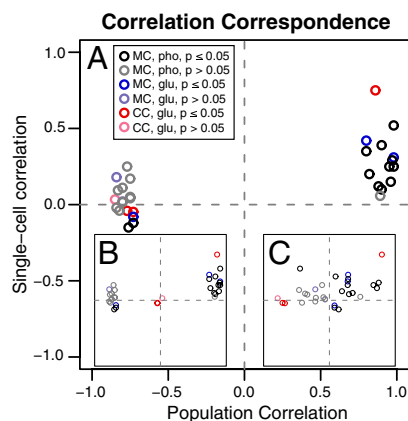 Correlation Correspondence
A
MC, pho, p ≤ 0.05
MC, pho, p > 0.05
MC, glu, p ≤ 0.05
MC, glu, p > 0.05
CC, glu, p ≤ 0.05
CC, glu, p > 0.05
1.0
0.5
0.0
−0.5
−1.0
Single−cell correlation
B
C
−1.0 −0.5 0.0 0.5 1.0
Population Correlation